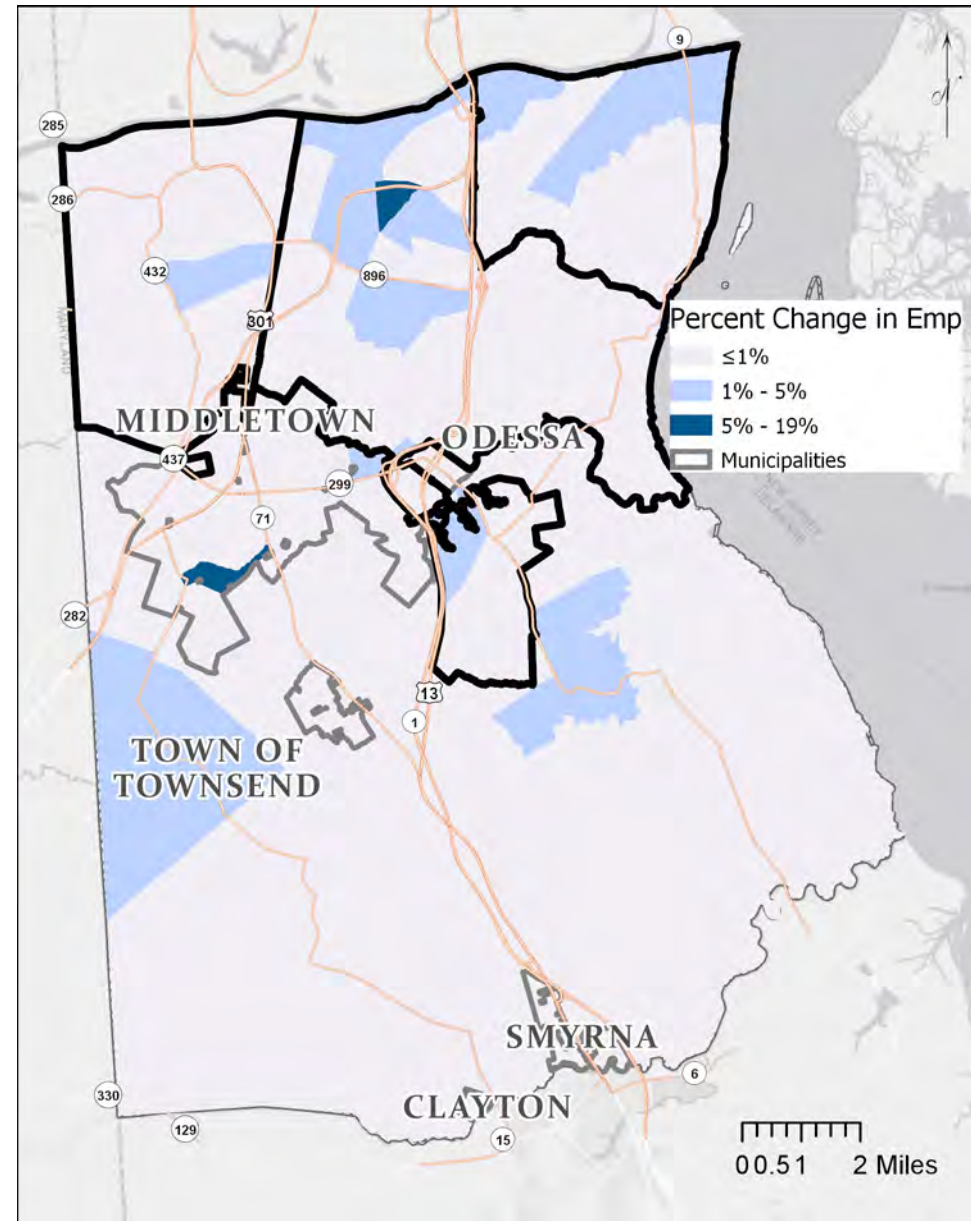 9
285
286
432
896
MARYLAND
301
Percent Change in Emp
≤1%
1% - 5%
5% - 19%
Municipalities
MIDDLETOWN
ODESSA
437
299
71
282
13
1
TOWN OF
TOWNSEND
SMYRNA
6
330
CLAYTON
129
15
0 0.5 1 2 Miles